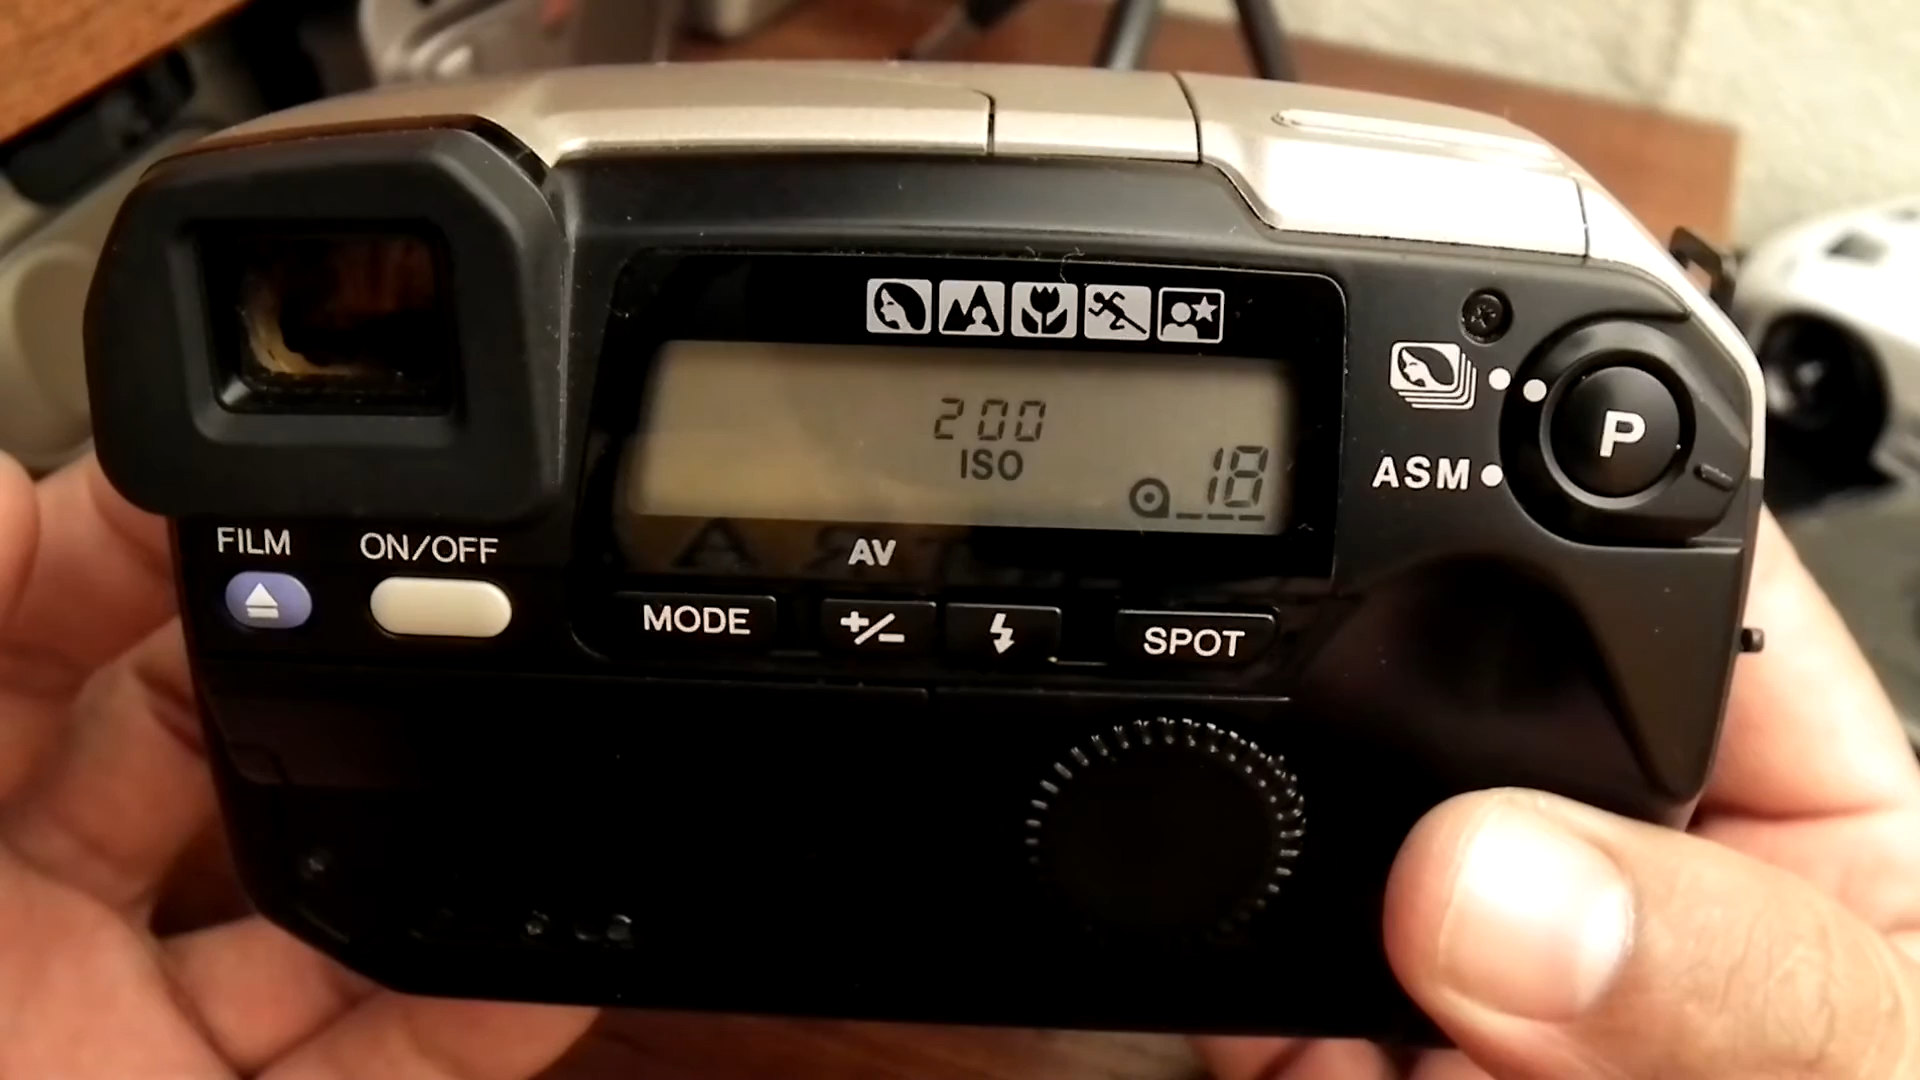 200
ISO
18
FILM
ON/OFF
AV
MODE
+/-
SPOT
P
ASM